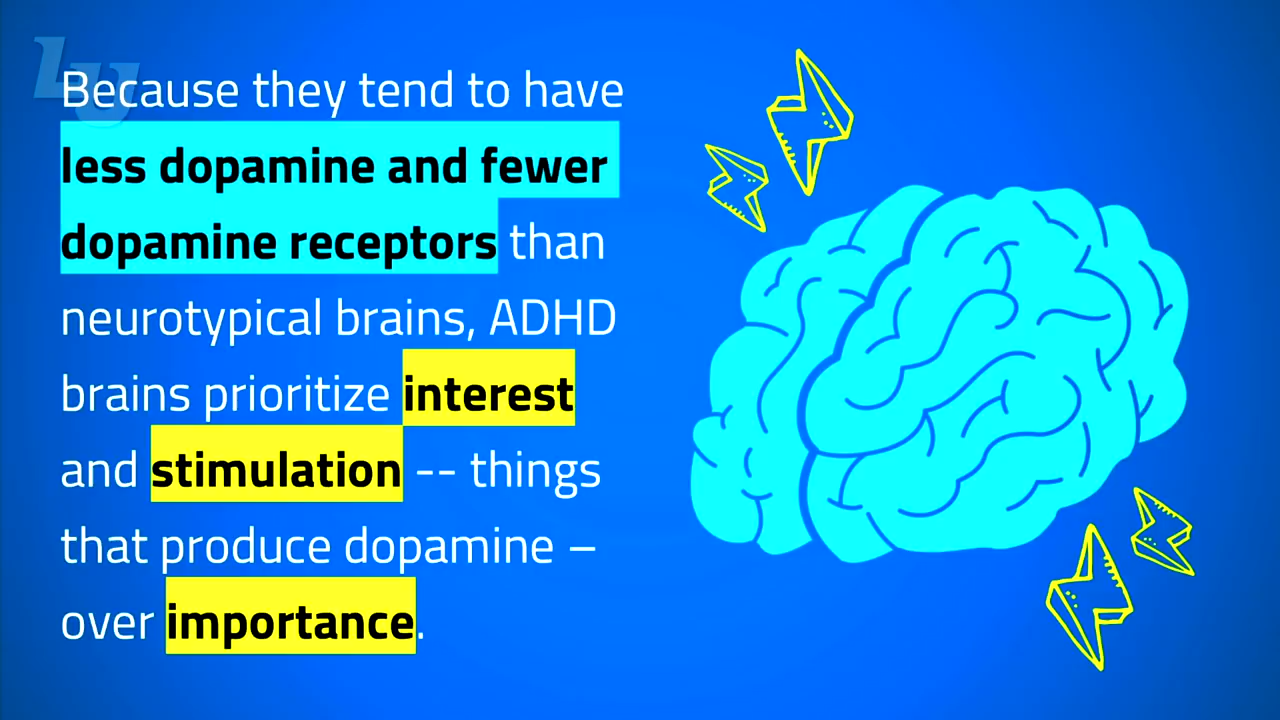 LU
Because they tend to have
less dopamine and fewer
dopamine receptors than
neurotypical brains, ADHD
brains prioritize interest
and stimulation -- things
that produce dopamine –
over importance.